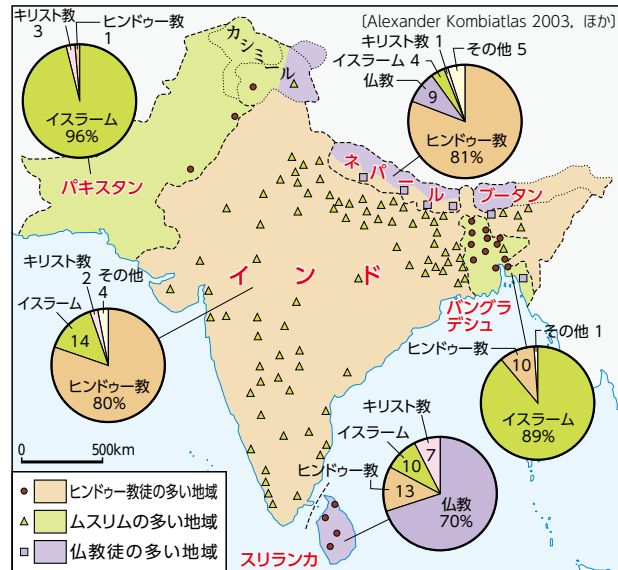 〔Alexander Kombiatlas 2003, ほか〕
キリスト教
3
ヒンドゥー教
1
イスラーム
96%
パキスタン
カシミール
キリスト教 1
イスラーム 4
その他 5
仏教
9
ヒンドゥー教
81%
ネパール
ブータン
インド
バングラ
デシュ
キリスト教
2
その他
4
イスラーム
14
ヒンドゥー教
80%
その他 1
ヒンドゥー教
10
イスラーム
89%
キリスト教
7
イスラーム
10
ヒンドゥー教
13
仏教
70%
スリランカ
0 500km
ヒンドゥー教徒の多い地域
ムスリムの多い地域
仏教徒の多い地域